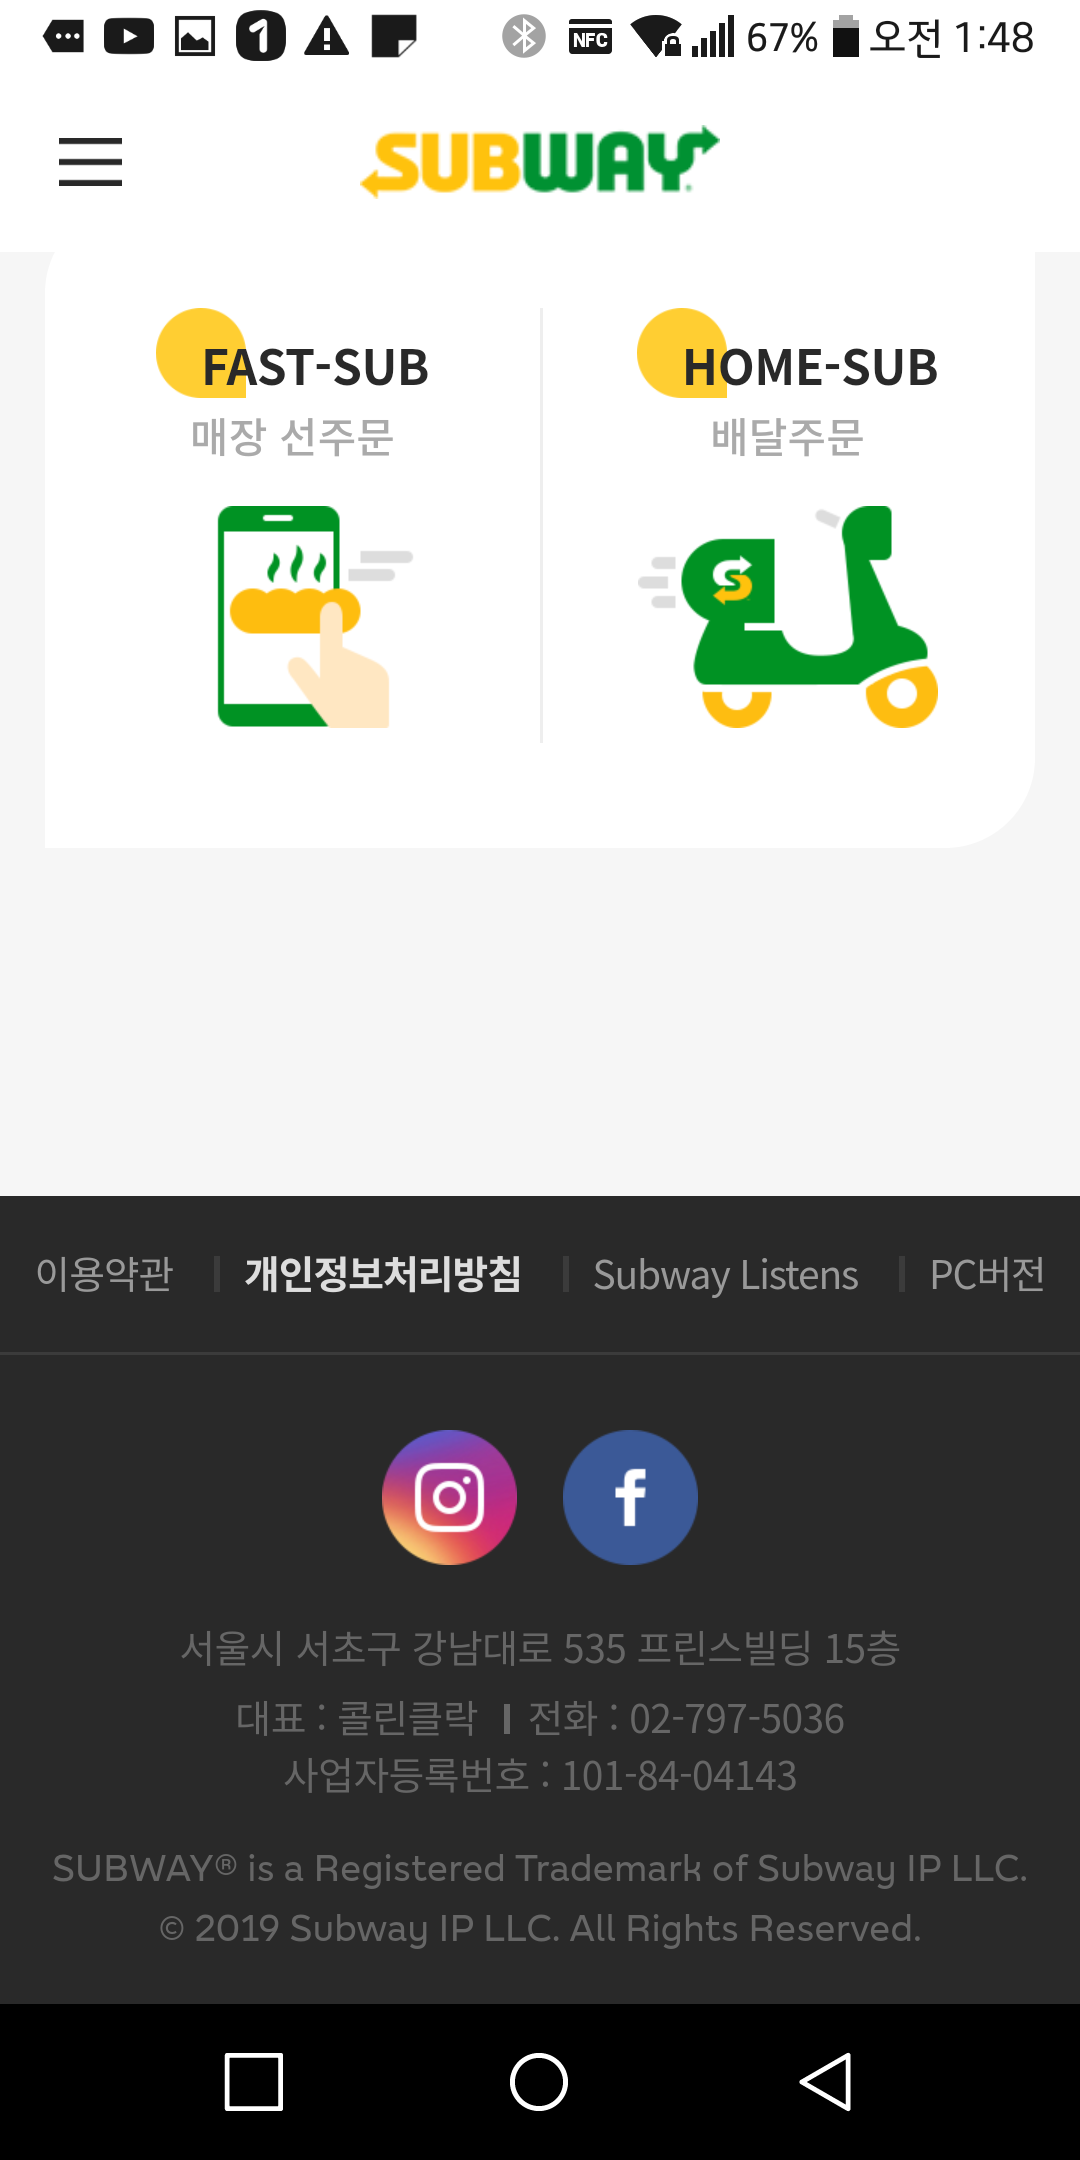 NFC 67% 오전 1:48
SUBWAY
FAST-SUB
매장 선주문
HOME-SUB
배달주문
이용약관 개인정보처리방침 Subway Listens PC버전
서울시 서초구 강남대로 535 프린스빌딩 15층
대표 : 콜린클락 전화 : 02-797-5036
사업자등록번호 : 101-84-04143
SUBWAY® is a Registered Trademark of Subway IP LLC.
© 2019 Subway IP LLC. All Rights Reserved.